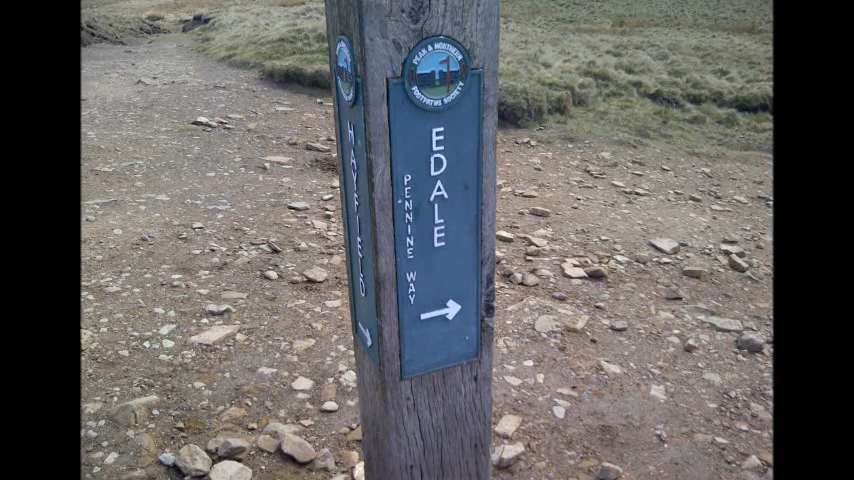 PEAK & NORTHERN
FOOTPATHS SOCIETY
HAYFIELD
EDALE
PENNINE WAY